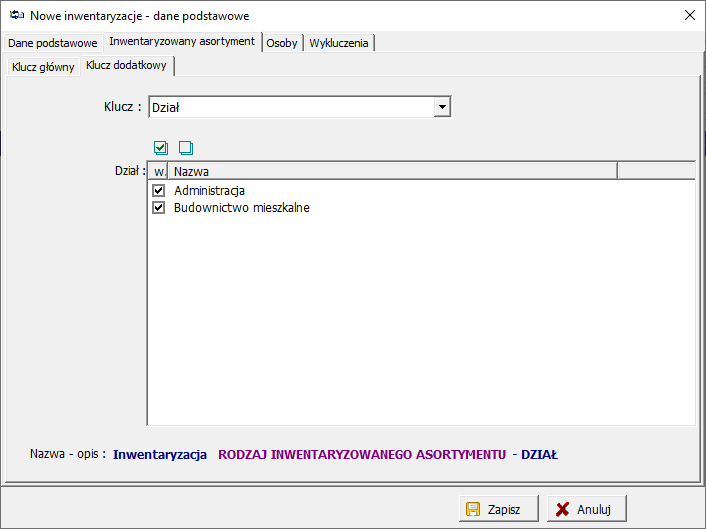 Nowe inwentaryzacje - dane podstawowe
Dane podstawowe Inwentaryzowany asortyment Osoby Wykluczenia
Klucz główny Klucz dodatkowy
Klucz : Dział
Dział : w. Nazwa
Administracja
Budownictwo mieszkalne
Nazwa - opis : Inwentaryzacja RODZAJ INWENTARYZOWANEGO ASORTYMENTU - DZIAŁ
Zapisz Anuluj